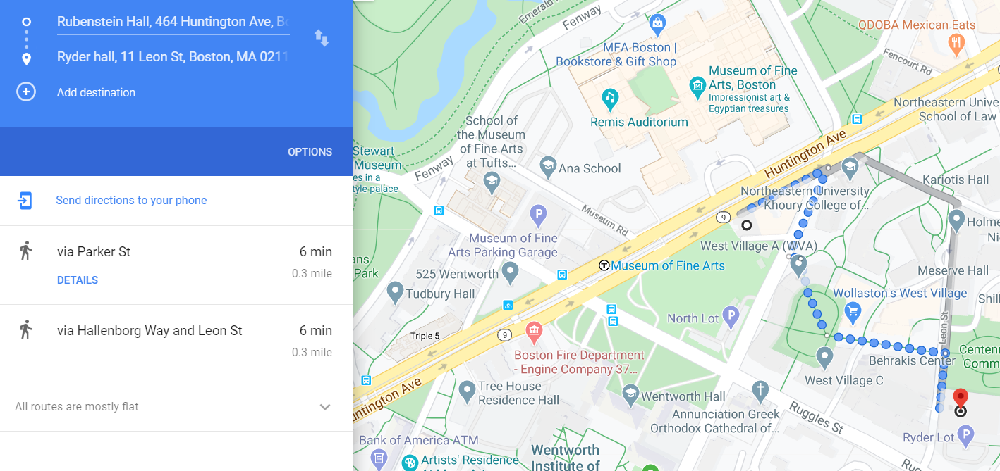 Rubenstein Hall, 464 Huntington Ave, Bo
Ryder hall, 11 Leon St, Boston, MA 0211
Add destination
OPTIONS
Send directions to your phone
via Parker St
6 min
0.3 mile
DETAILS
via Hallenborg Way and Leon St
6 min
0.3 mile
All routes are mostly flat
Emerald
Fenway
QDOBA Mexican Eats
MFA Boston |
Bookstore & Gift Shop
Fencourt Rd
Museum of Fine
Arts, Boston
Impressionist art &
Egyptian treasures
Remis Auditorium
Northeastern Unive
School of Law
School of
the Museum
of Fine Arts
at Tufts...
Stewart
Museum
es in a
tyle-palace
Fenway
Ana School
Huntington Ave
Kariotis Hall
Northeastern University
Khoury College of...
Museum Rd
9
Holme
Ni
Museum of Fine
Arts Parking Garage
West Village A (WVA)
ans
Park
525 Wentworth
T
Museum of Fine Arts
Meserve Hall
Tudbury Hall
Wollaston's West Village
Shil
North Lot
Leon St
Triple 5
9
Boston Fire Department
- Engine Company 37...
Behrakis Center
Centenn
Comm
West Village C
Huntington Ave
Tree House
Residence Hall
Wentworth Hall
Annunciation Greek
Orthodox Cathedral of...
Ruggles St
Ryder Lot
Bank of America ATM
Wentworth
Institute of
Artists' Residence
Rug